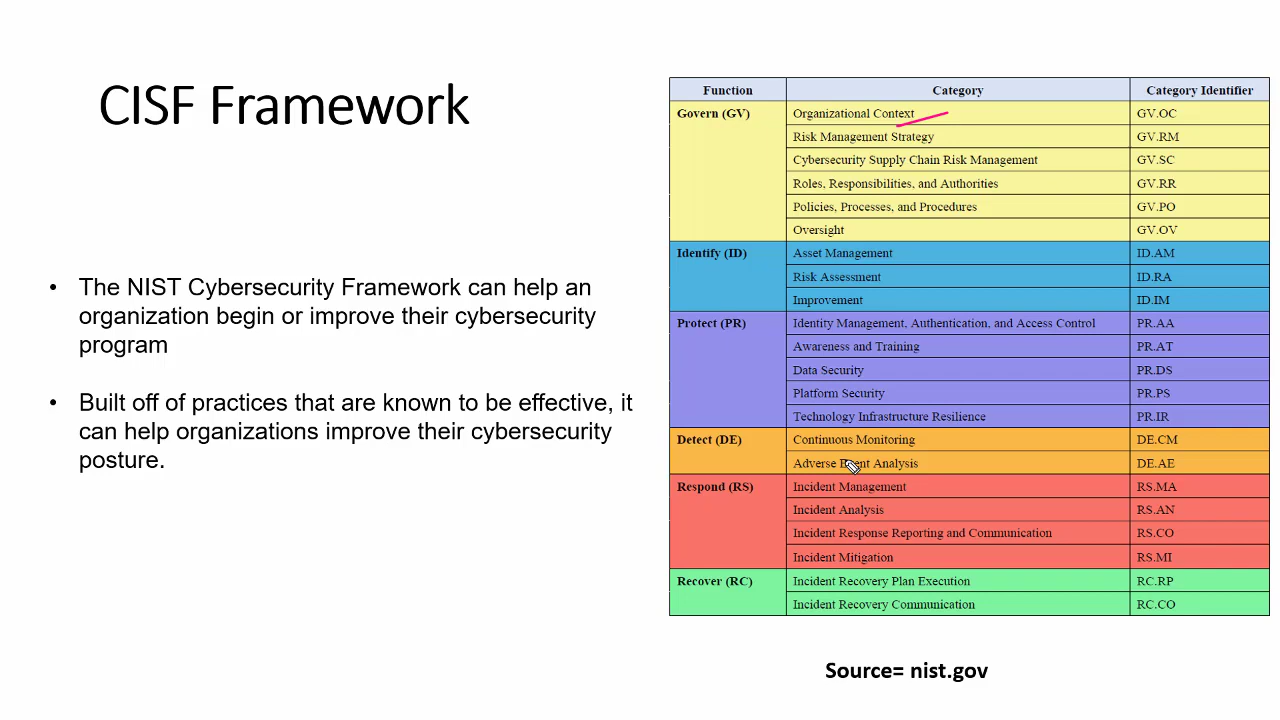 CISF Framework
• The NIST Cybersecurity Framework can help an
organization begin or improve their cybersecurity
program
• Built off of practices that are known to be effective, it
can help organizations improve their cybersecurity
posture.
Function Category Category Identifier
Govern (GV) Organizational Context GV.OC
Risk Management Strategy GV.RM
Cybersecurity Supply Chain Risk Management GV.SC
Roles, Responsibilities, and Authorities GV.RR
Policies, Processes, and Procedures GV.PO
Oversight GV.OV
Identify (ID) Asset Management ID.AM
Risk Assessment ID.RA
Improvement ID.IM
Protect (PR) Identity Management, Authentication, and Access Control PR.AA
Awareness and Training PR.AT
Data Security PR.DS
Platform Security PR.PS
Technology Infrastructure Resilience PR.IR
Detect (DE) Continuous Monitoring DE.CM
Adverse Event Analysis DE.AE
Respond (RS) Incident Management RS.MA
Incident Analysis RS.AN
Incident Response Reporting and Communication RS.CO
Incident Mitigation RS.MI
Recover (RC) Incident Recovery Plan Execution RC.RP
Incident Recovery Communication RC.CO
Source= nist.gov